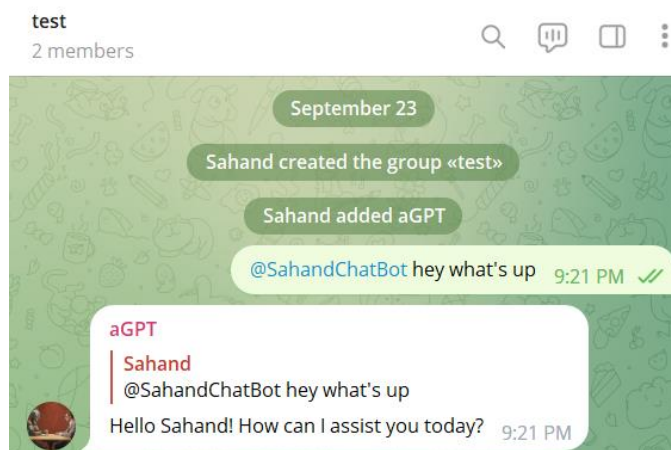 test
2 members
September 23
Sahand created the group «test»
Sahand added aGPT
@SahandChatBot hey what's up 9:21 PM
aGPT
Sahand
@SahandChatBot hey what's up
Hello Sahand! How can I assist you today? 9:21 PM